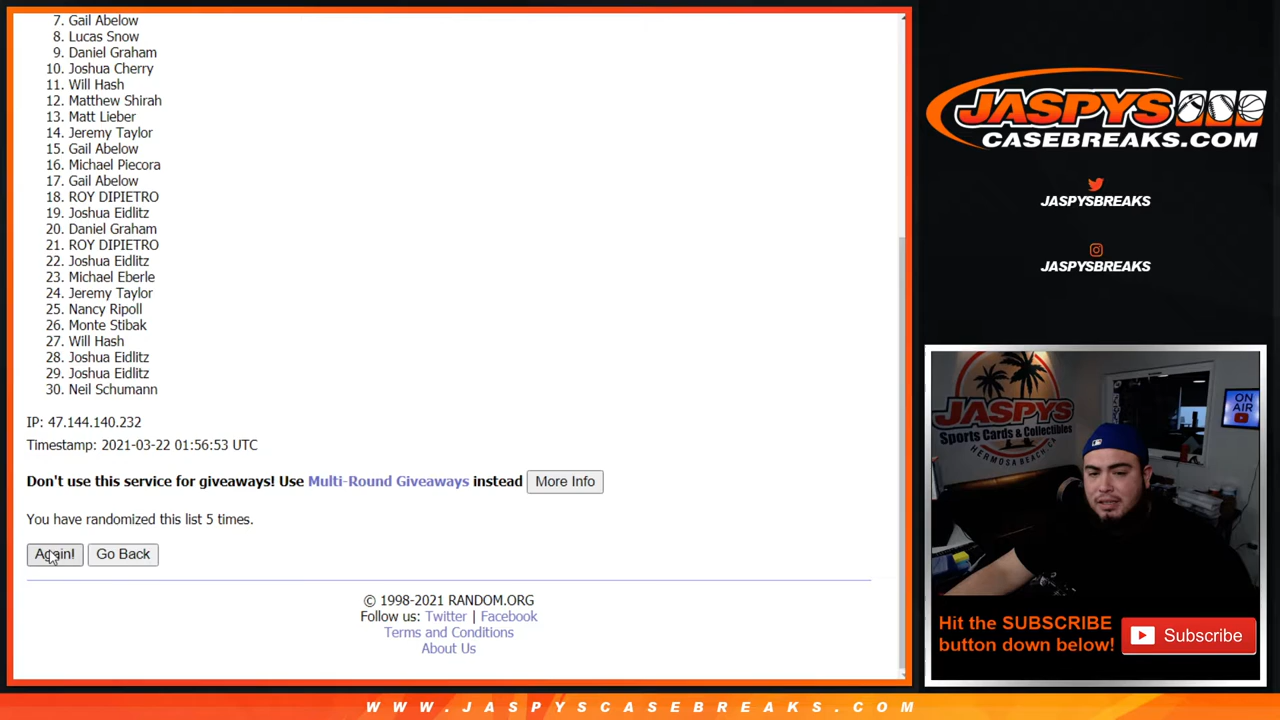 7. Gail Abelow
8. Lucas Snow
9. Daniel Graham
10. Joshua Cherry
11. Will Hash
12. Matthew Shirah
13. Matt Lieber
14. Jeremy Taylor
15. Gail Abelow
16. Michael Piecora
17. Gail Abelow
18. ROY DIPIETRO
19. Joshua Eidlitz
20. Daniel Graham
21. ROY DIPIETRO
22. Joshua Eidlitz
23. Michael Eberle
24. Jeremy Taylor
25. Nancy Ripoll
26. Monte Stibak
27. Will Hash
28. Joshua Eidlitz
29. Joshua Eidlitz
30. Neil Schumann
IP: 47.144.140.232
Timestamp: 2021-03-22 01:56:53 UTC
Don't use this service for giveaways! Use Multi-Round Giveaways instead More Info
You have randomized this list 5 times.
Again! Go Back
© 1998-2021 RANDOM.ORG
Follow us: Twitter | Facebook
Terms and Conditions
About Us
JASPYS
CASEBREAKS.COM
JASPYSBREAKS
JASPYSBREAKS
JASPYS
Sports Cards & Collectibles
HERMOSA BEACH, CA
ON
AIR
Hit the SUBSCRIBE
button down below!
Subscribe
WWW.JASPYSCASEBREAKS.COM